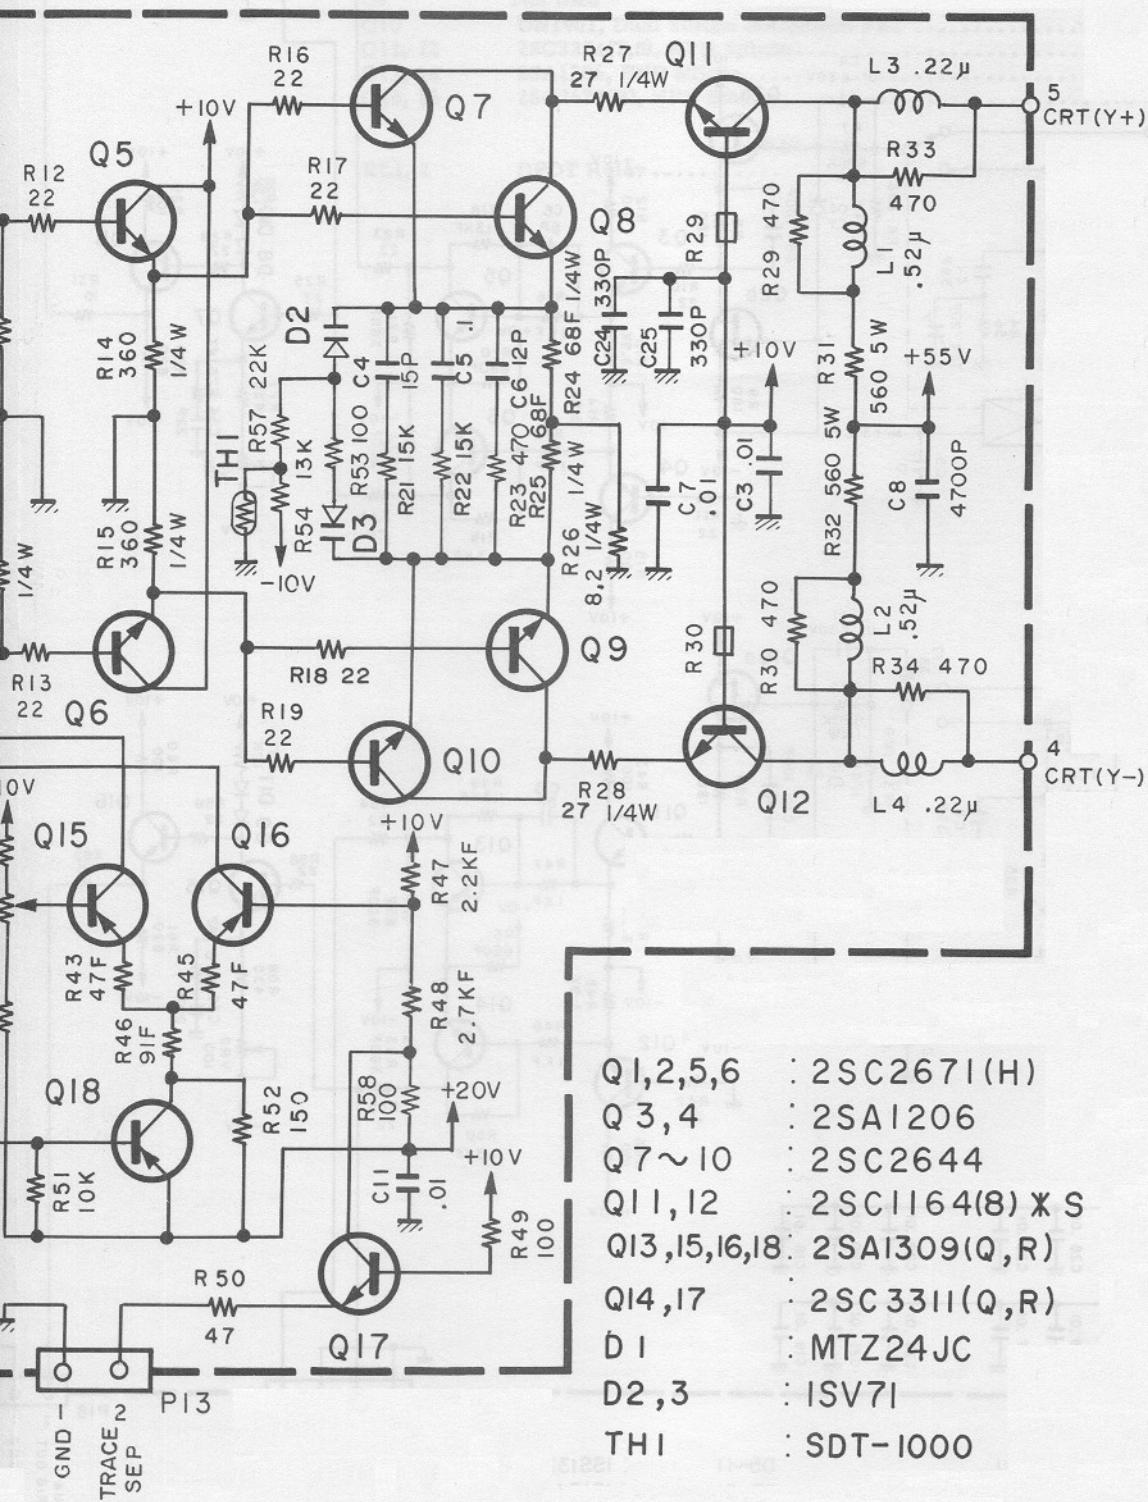 R16
22
+10V
Q7
R27
27 1/4W
Q11
L3 .22μ
5
CRT(Y+)
Q5
R12
22
R17
22
Q8
R33
470
R29
R29 470
L1
.52μ
R14
360
1/4W
D2
R57 22K
C4
15P
C5 .1
C6 12P
R24 68F 1/4W
C24 330P
C25
330P
+10V
R31
560 5W
+55V
TH1
R54 13K
-10V
R53 100
D3
R21 15K
R22 15K
R23 470
R25 68F
1/4W
R26
8,2 1/4W
C7
.01
C3 .01
R32 560 5W
C8
4700P
R15
360
1/4W
1/4W
R13
22
Q6
R18 22
Q9
R30
R30 470
L2
.52μ
R34 470
R19
22
Q10
R28
27 1/4W
Q12
L4 .22μ
4
CRT(Y-)
10V
Q15
Q16
+10V
R47
2.2KF
R43
47F
R45
47F
R46
91F
R48
2.7KF
Q18
R52
150
R58
100
+20V
+10V
R51
10K
C11
.01
R49
100
R50
47
Q17
P13
1
GND
2
TRACE
SEP
Q1,2,5,6 : 2SC2671(H)
Q3,4 : 2SA1206
Q7~10 : 2SC2644
Q11,12 : 2SC1164(8)※S
Q13,15,16,18 : 2SA1309(Q,R)
Q14,17 : 2SC3311(Q,R)
D1 : MTZ24JC
D2,3 : 1SV71
TH1 : SDT-1000